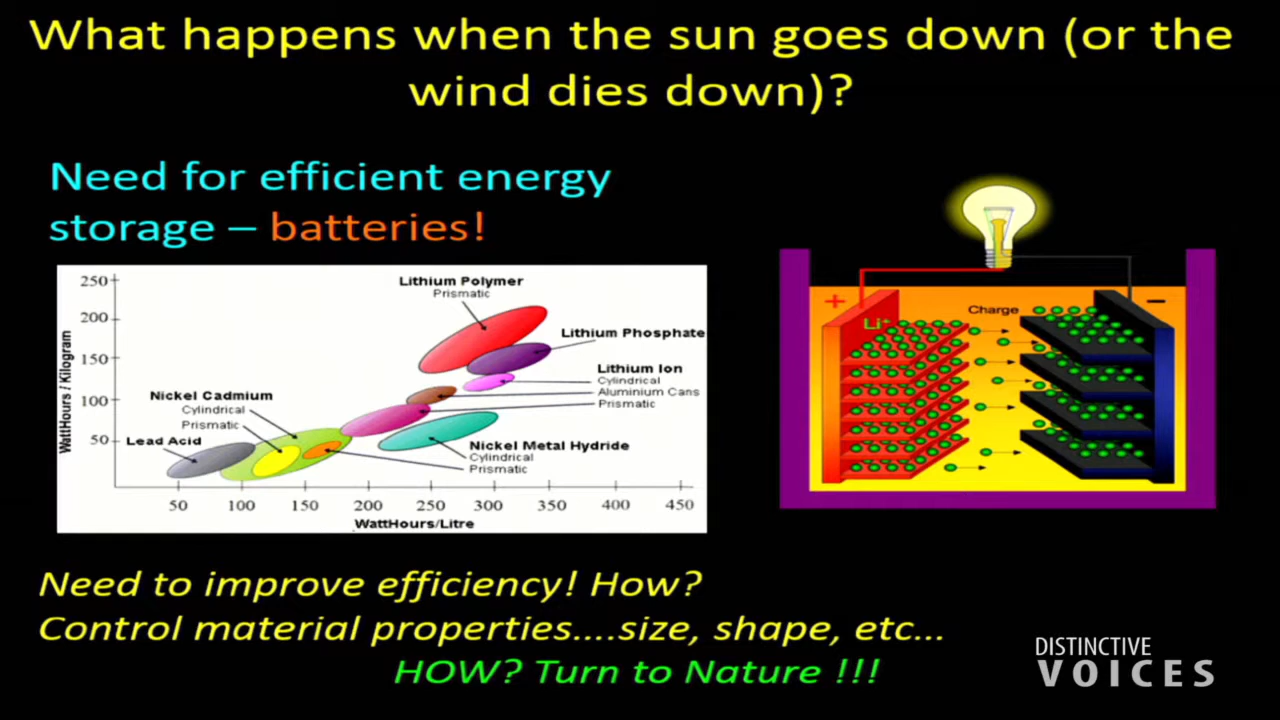 What happens when the sun goes down (or the
wind dies down)?
Need for efficient energy
storage – batteries!
250
200
150
100
50
WattHours / Kilogram
Lithium Polymer
Prismatic
Lithium Phosphate
Lithium Ion
Cylindrical
Aluminium Cans
Prismatic
Nickel Cadmium
Cylindrical
Prismatic
Lead Acid
Nickel Metal Hydride
Cylindrical
Prismatic
50 100 150 200 250 300 350 400 450
WattHours/Litre
+
Charge
–
Li+
Need to improve efficiency! How?
Control material properties....size, shape, etc...
HOW? Turn to Nature !!!
DISTINCTIVE
VOICES